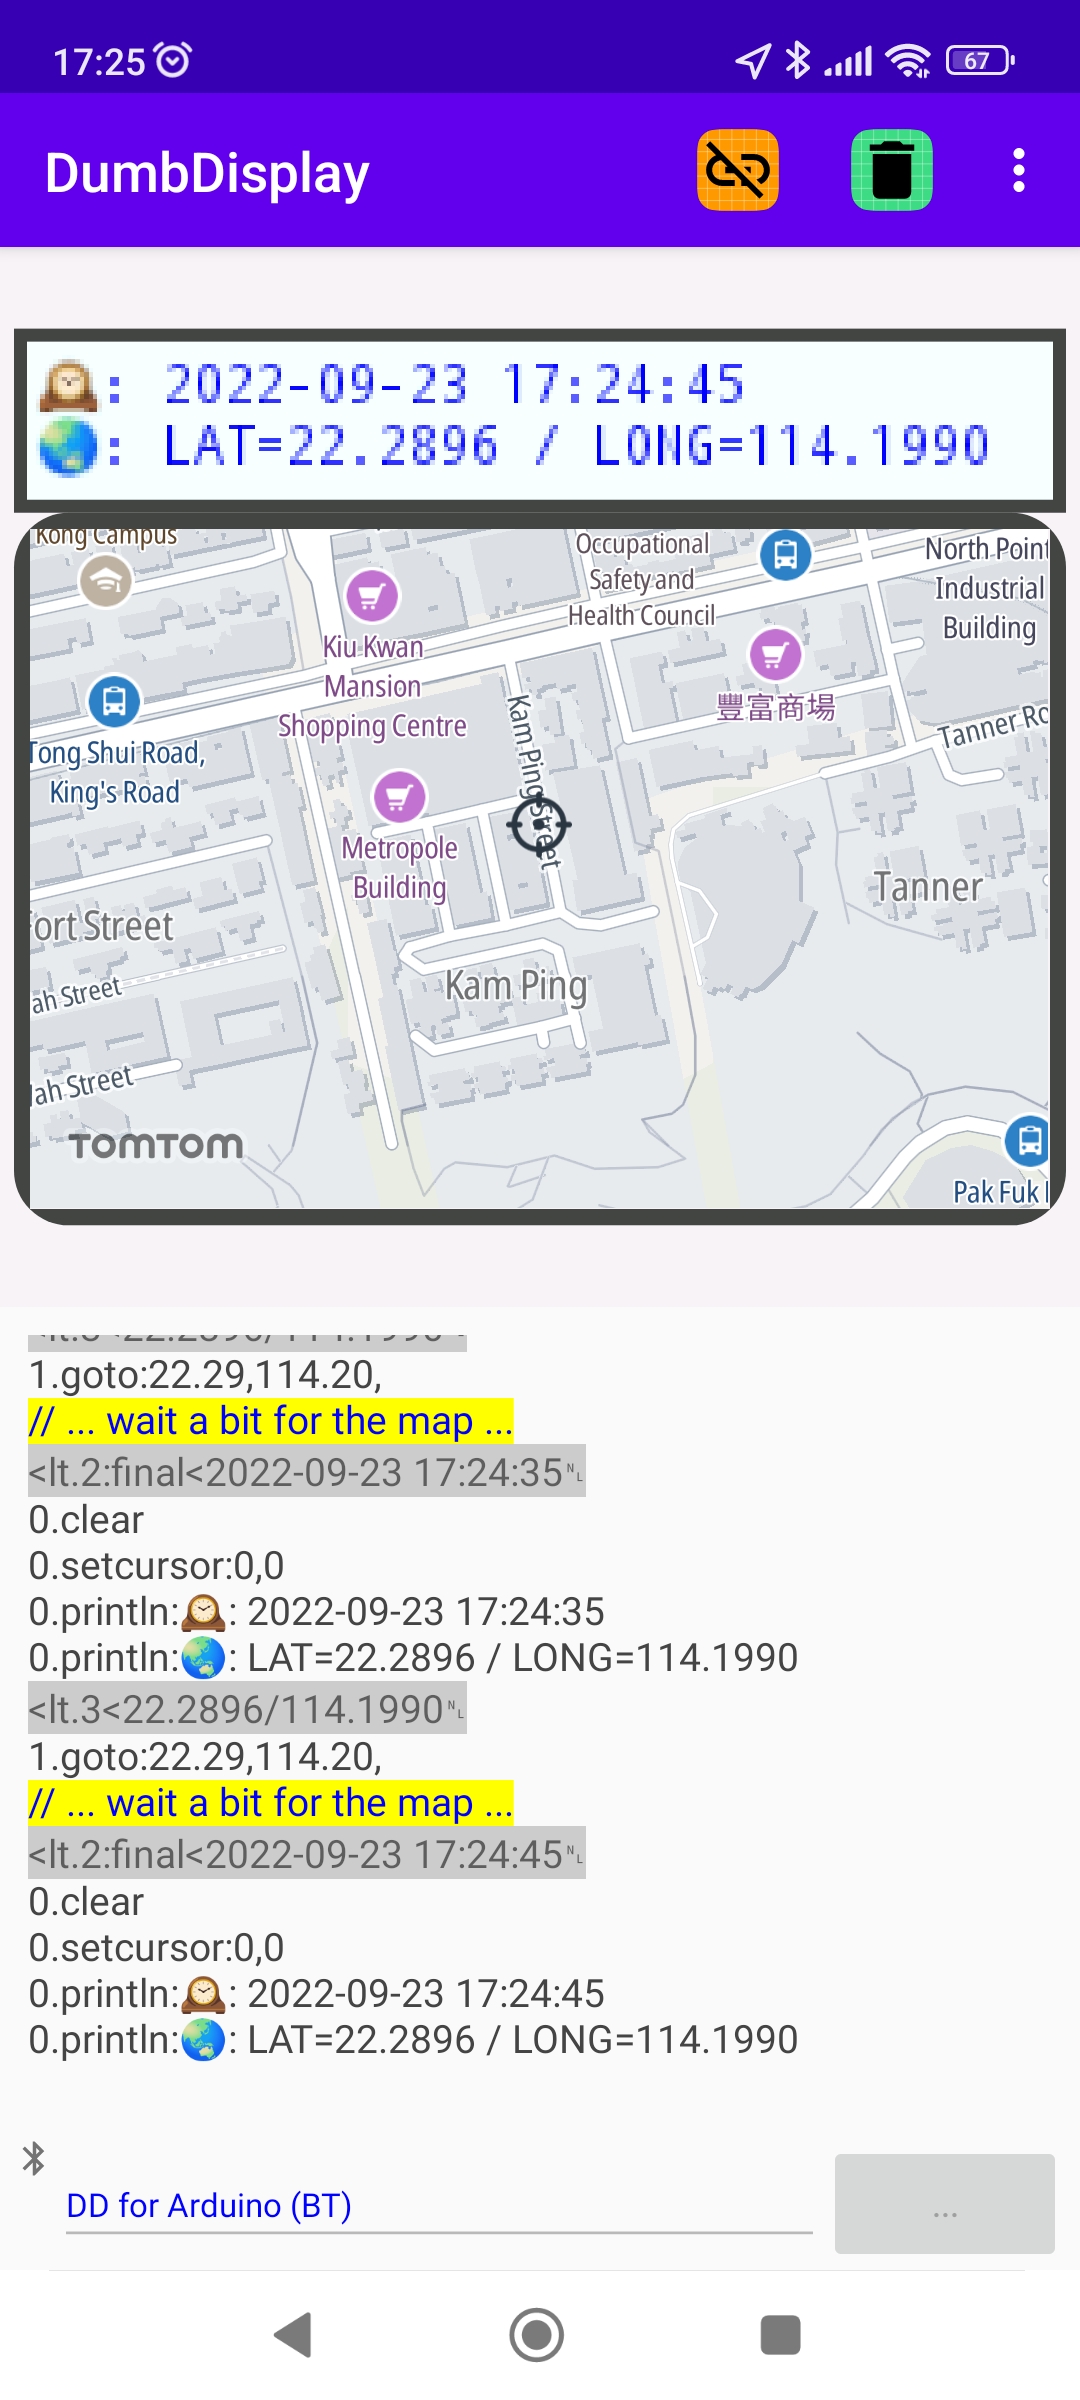 17:25
67
DumbDisplay
🕰: 2022-09-23 17:24:45
🌏: LAT=22.2896 / LONG=114.1990
Kong Campus
Occupational
Safety and
Health Council
North Point
Industrial
Building
Kiu Kwan
Mansion
Shopping Centre
豐富商場
Kam Ping Street
Tanner Ro
Tong Shui Road,
King's Road
Metropole
Building
Tanner
Fort Street
Kam Ping
ah Street
ah Street
TOMTOM
Pak Fuk
<lt.3<22.2896/114.1990␤
1.goto:22.29,114.20,
// ... wait a bit for the map ...
<lt.2:final<2022-09-23 17:24:35␤
0.clear
0.setcursor:0,0
0.println:🕰: 2022-09-23 17:24:35
0.println:🌏: LAT=22.2896 / LONG=114.1990
<lt.3<22.2896/114.1990␤
1.goto:22.29,114.20,
// ... wait a bit for the map ...
<lt.2:final<2022-09-23 17:24:45␤
0.clear
0.setcursor:0,0
0.println:🕰: 2022-09-23 17:24:45
0.println:🌏: LAT=22.2896 / LONG=114.1990
DD for Arduino (BT)
...